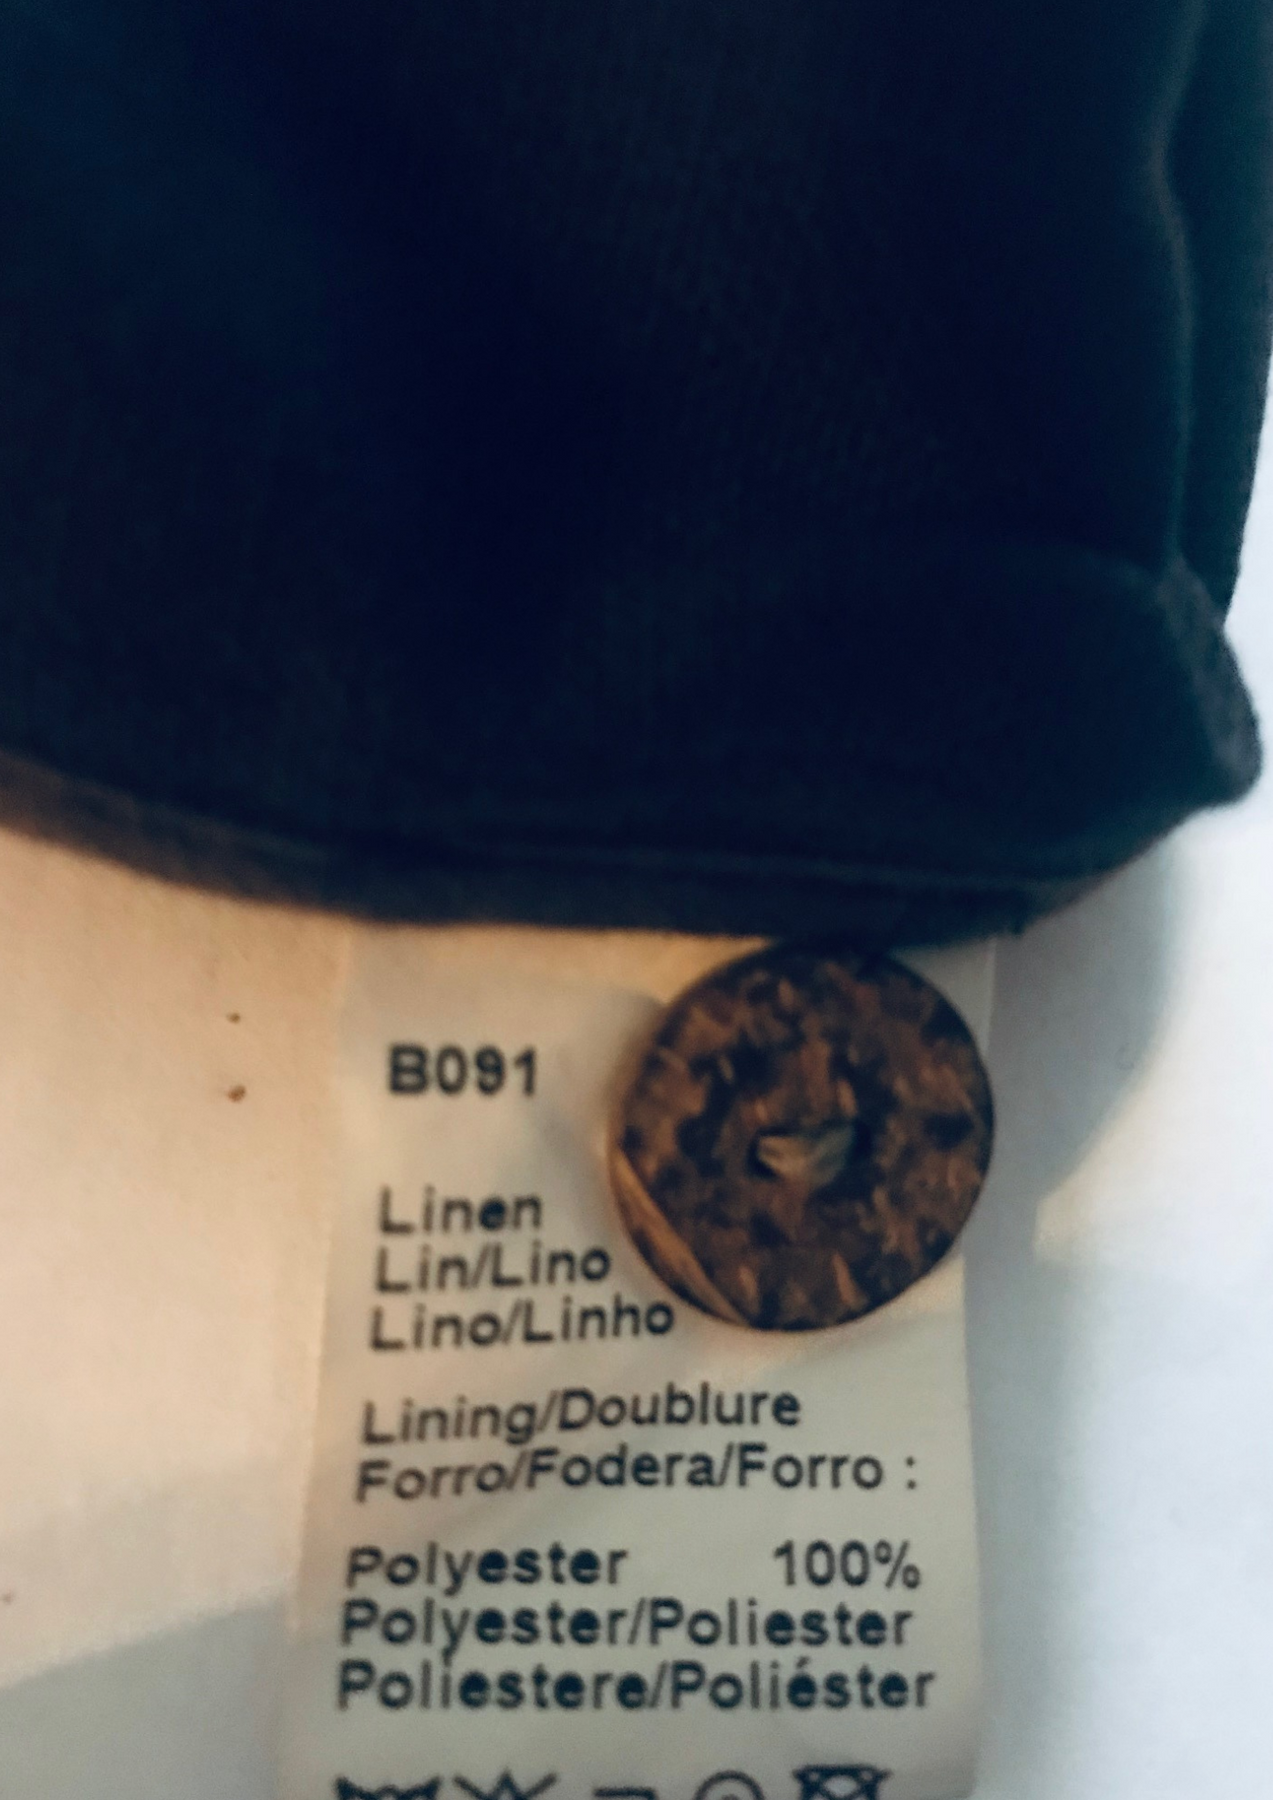 B091
Linen
Lin/Lino
Lino/Linho
Lining/Doublure
Forro/Fodera/Forro :
Polyester 100%
Polyester/Poliester
Poliestere/Poliéster